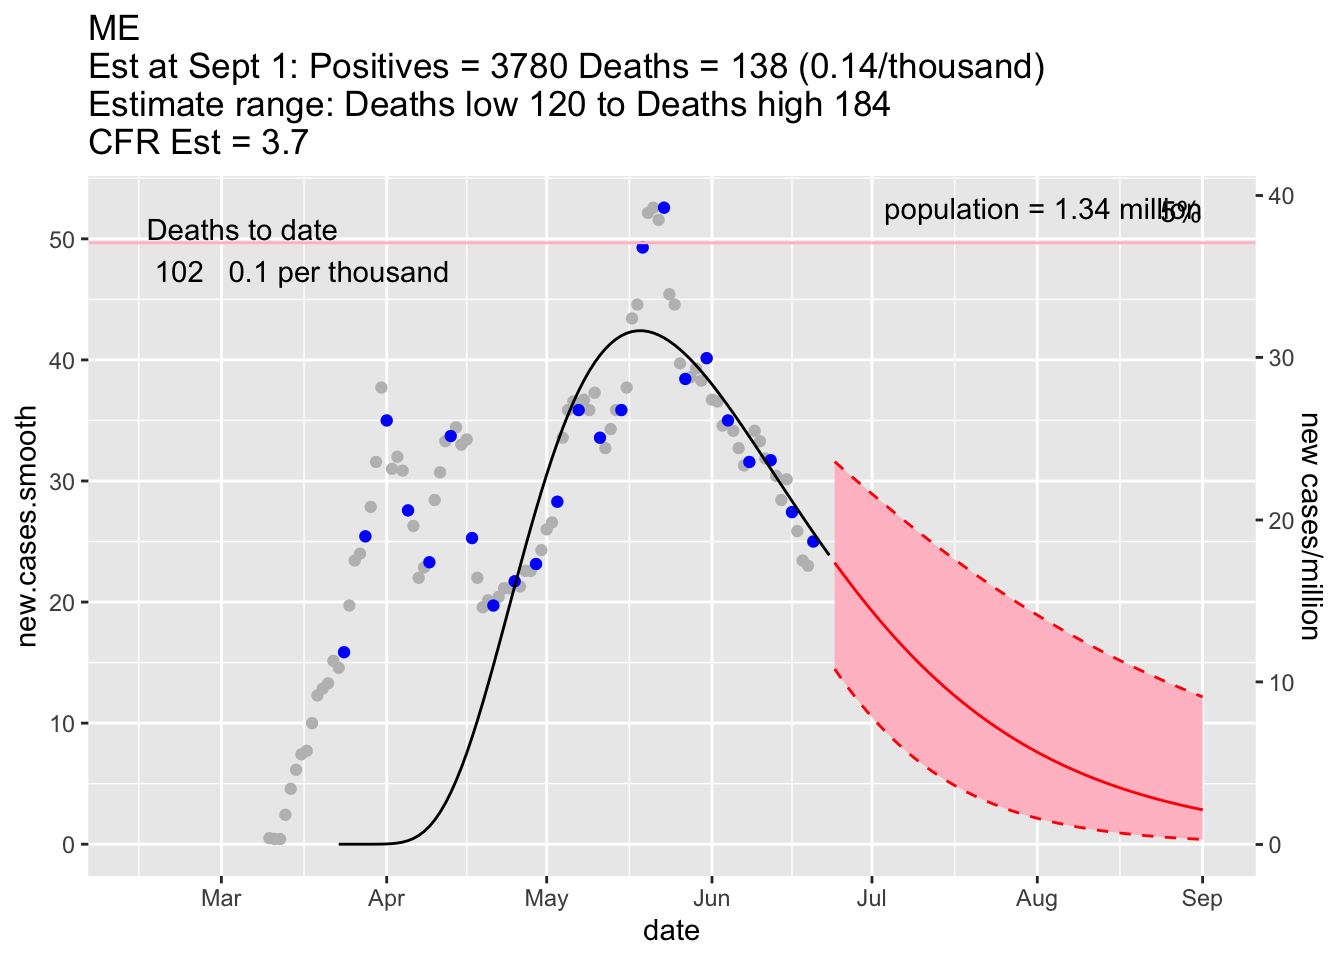 ME
Est at Sept 1: Positives = 3780 Deaths = 138 (0.14/thousand)
Estimate range: Deaths low 120 to Deaths high 184
CFR Est = 3.7
Deaths to date
102 0.1 per thousand
population = 1.34 million
5%
50
40
30
20
10
0
new.cases.smooth
40
30
20
10
0
new cases/million
Mar Apr May Jun Jul Aug Sep
date